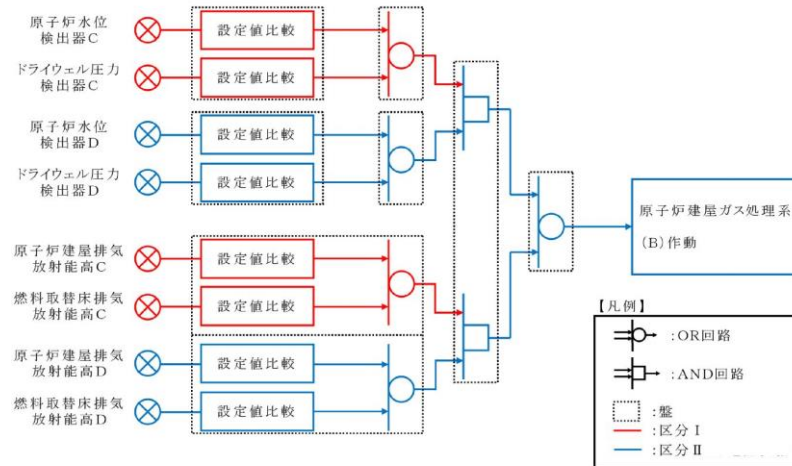 原子炉水位
検出器C
設定値比較
ドライウェル圧力
検出器C
設定値比較
原子炉水位
検出器D
設定値比較
ドライウェル圧力
検出器D
設定値比較
原子炉建屋排気
放射能高C
設定値比較
燃料取替床排気
放射能高C
設定値比較
原子炉建屋排気
放射能高D
設定値比較
燃料取替床排気
放射能高D
設定値比較
原子炉建屋ガス処理系
(B)作動
【凡例】
:OR回路
:AND回路
:盤
:区分Ⅰ
:区分Ⅱ